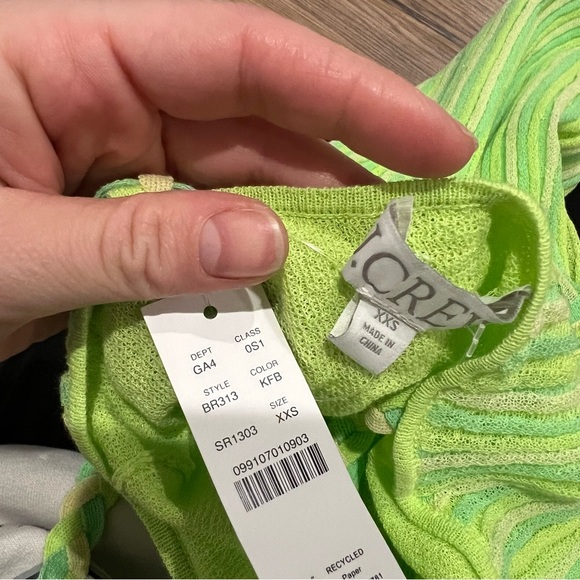 DEPT CLASS
GA4 0S1
STYLE COLOR
BR313 KFB
SIZE
SR1303 XXS
099107010903
RECYCLED
Paper
781
J.CREW
XXS
MADE IN
CHINA